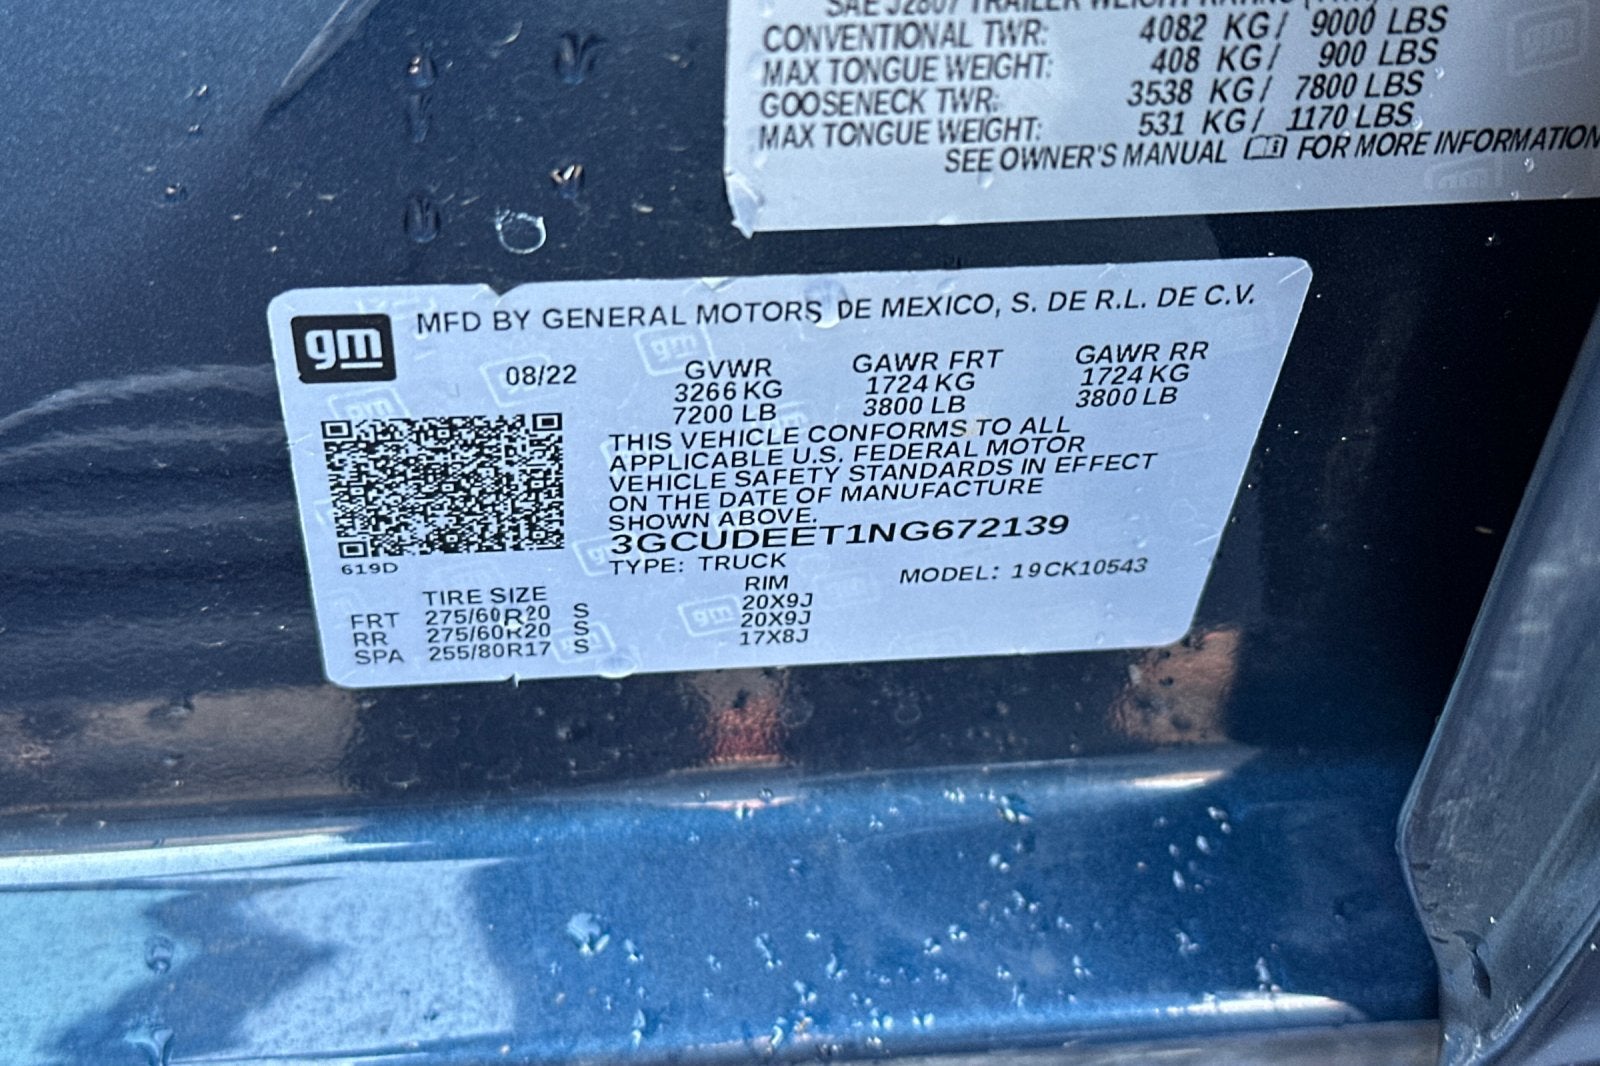 SAE J2807 TRAILER WEIGHT RATING
CONVENTIONAL TWR: 4082 KG/ 9000 LBS
MAX TONGUE WEIGHT: 408 KG/ 900 LBS
GOOSENECK TWR: 3538 KG/ 7800 LBS
MAX TONGUE WEIGHT: 531 KG/ 1170 LBS
SEE OWNER'S MANUAL FOR MORE INFORMATION
gm
MFD BY GENERAL MOTORS DE MEXICO, S. DE R.L. DE C.V.
08/22
GVWR GAWR FRT GAWR RR
3266 KG 1724 KG 1724 KG
7200 LB 3800 LB 3800 LB
THIS VEHICLE CONFORMS TO ALL
APPLICABLE U.S. FEDERAL MOTOR
VEHICLE SAFETY STANDARDS IN EFFECT
ON THE DATE OF MANUFACTURE
SHOWN ABOVE.
3GCUDEET1NG672139
TYPE: TRUCK MODEL: 19CK10543
619D
TIRE SIZE RIM
FRT 275/60R20 S 20X9J
RR 275/60R20 S 20X9J
SPA 255/80R17 S 17X8J